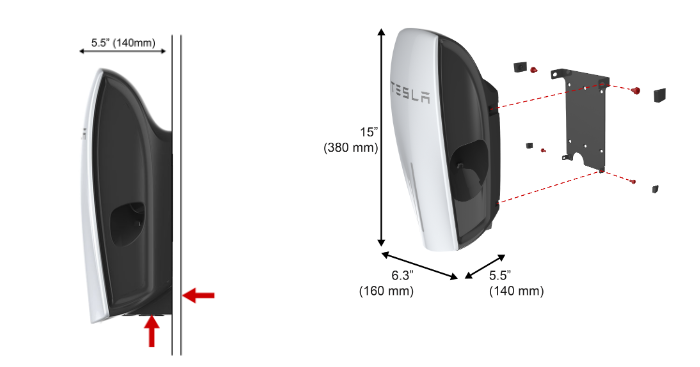 5.5" (140mm)
TESLA
15"
(380 mm)
6.3"
(160 mm)
5.5"
(140 mm)